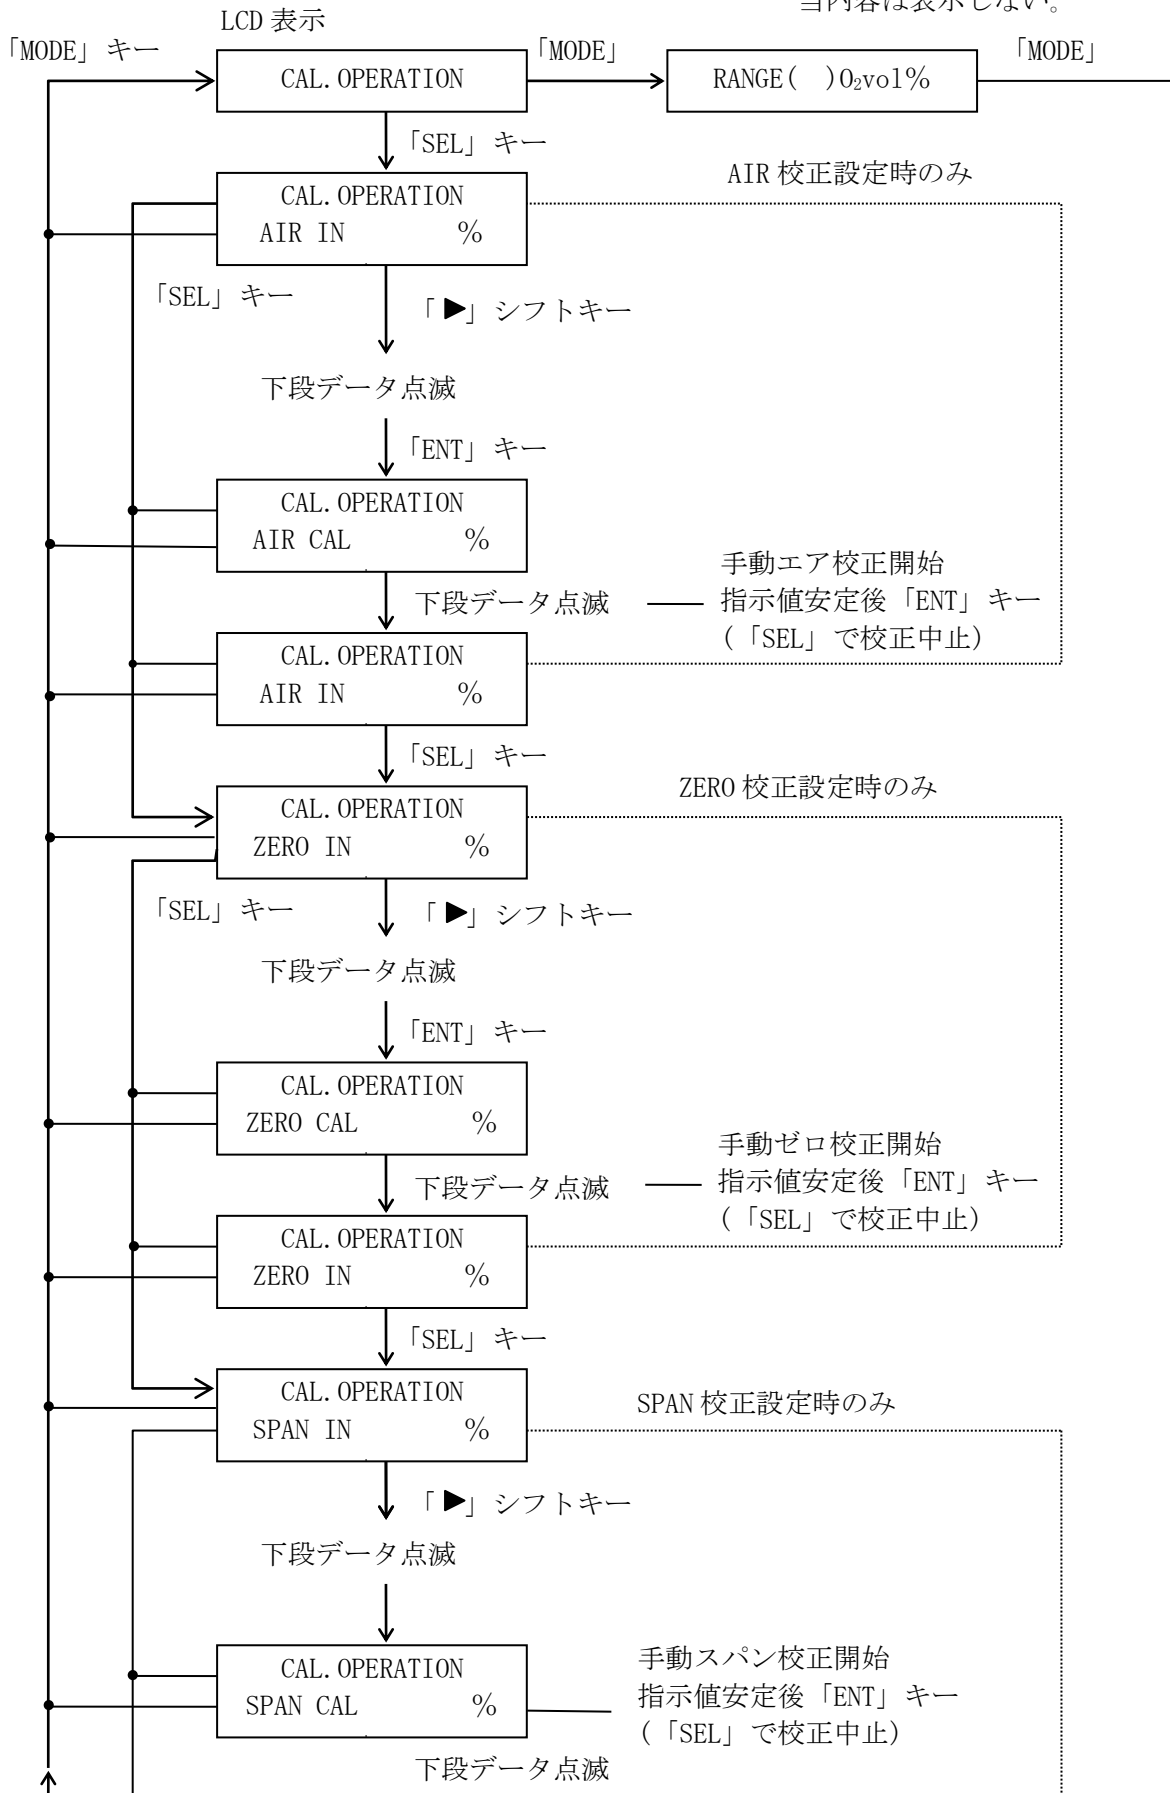 当内容は表示しない。
LCD 表示
「MODE」キー
「MODE」
「MODE」
CAL.OPERATION
RANGE(　)O₂vol%
「SEL」キー
AIR 校正設定時のみ
CAL.OPERATION
AIR IN　　　%
「SEL」キー
「▶」シフトキー
下段データ点滅
「ENT」キー
CAL.OPERATION
AIR CAL　　　%
下段データ点滅
手動エア校正開始
指示値安定後「ENT」キー
(「SEL」で校正中止)
CAL.OPERATION
AIR IN　　　%
「SEL」キー
ZERO 校正設定時のみ
CAL.OPERATION
ZERO IN　　　%
「SEL」キー
「▶」シフトキー
下段データ点滅
「ENT」キー
CAL.OPERATION
ZERO CAL　　　%
下段データ点滅
手動ゼロ校正開始
指示値安定後「ENT」キー
(「SEL」で校正中止)
CAL.OPERATION
ZERO IN　　　%
「SEL」キー
SPAN 校正設定時のみ
CAL.OPERATION
SPAN IN　　　%
「▶」シフトキー
下段データ点滅
CAL.OPERATION
SPAN CAL　　　%
手動スパン校正開始
指示値安定後「ENT」キー
(「SEL」で校正中止)
下段データ点滅